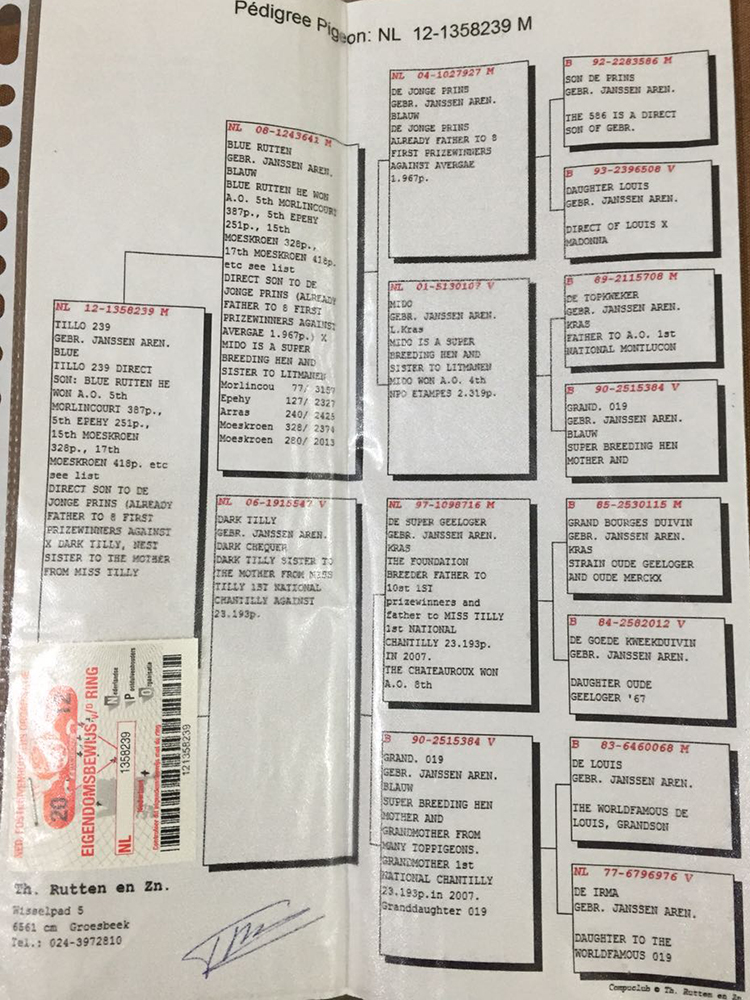 Pédigree Pigeon: NL 12-1358239 M
NL 12-1358239 M
TILLO 239
GEBR. JANSSEN AREN.
BLUE
TILLO 239 DIRECT
SON: BLUE RUTTEN HE
WON A.O. 5th
MORLINCOURT 387p.,
5th EPEHY 251p.,
15th MOESKROEN
328p., 17th
MOESKROEN 418p. etc
see list
DIRECT SON TO DE
JONGE PRINS (ALREADY
FATHER TO 8 FIRST
PRIZEWINNERS AGAINST
X DARK TILLY, NEST
SISTER TO THE MOTHER
FROM MISS TILLY
NL 08-1243641 M
BLUE RUTTEN
GEBR. JANSSEN AREN.
BLAUW
BLUE RUTTEN HE WON
A.O. 5th MORLINCOURT
387p., 5th EPEHY
251p., 15th
MOESKROEN 328p.,
17th MOESKROEN 418p.
etc see list
DIRECT SON TO DE
JONGE PRINS (ALREADY
FATHER TO 8 FIRST
PRIZEWINNERS AGAINST
AVERGAE 1.967p.) X
MIDO IS A SUPER
BREEDING HEN AND
SISTER TO LITMANEN
Morlincou 77/ 3157
Epehy 127/ 2327
Arras 240/ 2425
Moeskroen 328/ 2374
Moeskroen 280/ 2013
NL 06-1915547 V
DARK TILLY
GEBR. JANSSEN AREN.
DARK CHEQUER
DARK TILLY SISTER TO
THE MOTHER FROM MISS
TILLY 1ST NATIONAL
CHANTILLY AGAINST
23.193p.
NL 04-1027927 M
DE JONGE PRINS
GEBR. JANSSEN AREN.
BLAUW
DE JONGE PRINS
ALREADY FATHER TO 8
FIRST PRIZEWINNERS
AGAINST AVERGAE
1.967p.
NL 01-5130107 V
MIDO
GEBR. JANSSEN AREN.
L.Kras
MIDO IS A SUPER
BREEDING HEN AND
SISTER TO LITMANEN
MIDO WON A.O. 4th
NPO ETAMPES 2.319p.
NL 97-1098716 M
DE SUPER GEELOGER
GEBR. JANSSEN AREN.
KRAS
THE FOUNDATION
BREEDER FATHER TO
10st 1ST
prizewinners and
father to MISS TILLY
1st NATIONAL
CHANTILLY 23.193p.
IN 2007.
THE CHATEAUROUX WON
A.O. 8th
B 90-2515384 V
GRAND. 019
GEBR. JANSSEN AREN.
BLAUW
SUPER BREEDING HEN
MOTHER AND
GRANDMOTHER FROM
MANY TOPPIGEONS.
GRANDMOTHER 1st
NATIONAL CHANTILLY
23.193p.in 2007.
Granddaughter 019
B 92-2283586 M
SON DE PRINS
GEBR. JANSSEN AREN.
THE 586 IS A DIRECT
SON OF GEBR.
B 93-2396508 V
DAUGHTER LOUIS
GEBR. JANSSEN AREN.
DIRECT OF LOUIS X
MADONNA
B 89-2115708 M
DE TOPKWEKER
GEBR. JANSSEN AREN.
KRAS
FATHER TO A.O. 1st
NATIONAL MONTLUCON
B 90-2515384 V
GRAND. 019
GEBR. JANSSEN AREN.
BLAUW
SUPER BREEDING HEN
MOTHER AND
B 85-2530115 M
GRAND BOURGES DUIVIN
GEBR. JANSSEN AREN.
KRAS
STRAIN OUDE GEELOGER
AND OUDE MERCKX
B 84-2582012 V
DE GOEDE KWEEKDUIVIN
GEBR. JANSSEN AREN.
DAUGHTER OUDE
GEELOGER '67
B 83-6460068 M
DE LOUIS
GEBR. JANSSEN AREN.
THE WORLDFAMOUS DE
LOUIS, GRANDSON
NL 77-6796976 V
DE IRMA
GEBR. JANSSEN AREN.
DAUGHTER TO THE
WORLDFAMOUS 019
20 12
EIGENDOMSBEWIJS V/D RING
NL 1358239
Nederlandse
Postduivenhouders
Organisatie
121358239
Th. Rutten en Zn.
Wisselpad 5
6561 cm Groesbeek
Tel.: 024-3972810
Compuclub © Th. Rutten en Zn